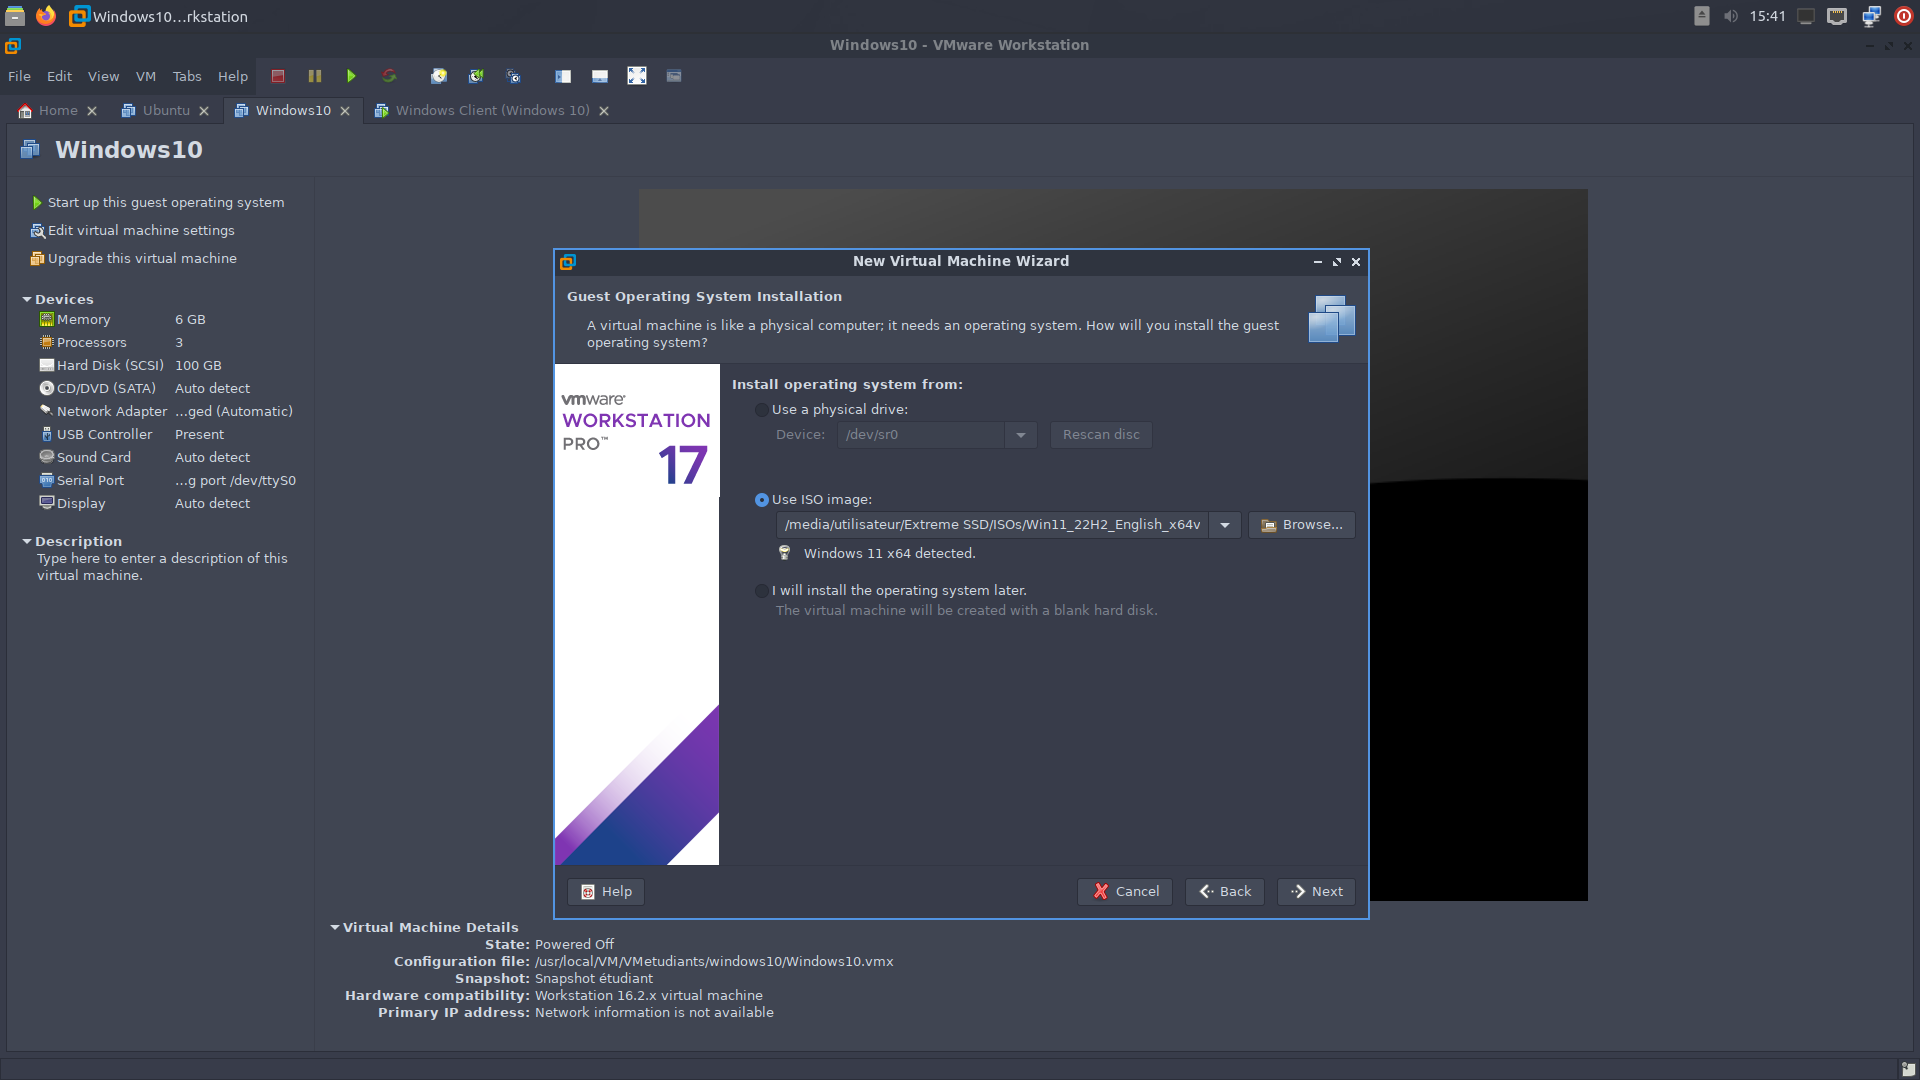 Windows10...rkstation
15:41
Windows10 - VMware Workstation
File Edit View VM Tabs Help
Home Ubuntu Windows10 Windows Client (Windows 10)
Windows10
Start up this guest operating system
Edit virtual machine settings
Upgrade this virtual machine
Devices
Memory 6 GB
Processors 3
Hard Disk (SCSI) 100 GB
CD/DVD (SATA) Auto detect
Network Adapter ...ged (Automatic)
USB Controller Present
Sound Card Auto detect
Serial Port ...g port /dev/ttyS0
Display Auto detect
Description
Type here to enter a description of this
virtual machine.
New Virtual Machine Wizard
Guest Operating System Installation
A virtual machine is like a physical computer; it needs an operating system. How will you install the guest
operating system?
vmware
WORKSTATION
PRO™
17
Install operating system from:
Use a physical drive:
Device: /dev/sr0 Rescan disc
Use ISO image:
/media/utilisateur/Extreme SSD/ISOs/Win11_22H2_English_x64v Browse...
Windows 11 x64 detected.
I will install the operating system later.
The virtual machine will be created with a blank hard disk.
Help Cancel Back Next
Virtual Machine Details
State: Powered Off
Configuration file: /usr/local/VM/VMetudiants/windows10/Windows10.vmx
Snapshot: Snapshot étudiant
Hardware compatibility: Workstation 16.2.x virtual machine
Primary IP address: Network information is not available